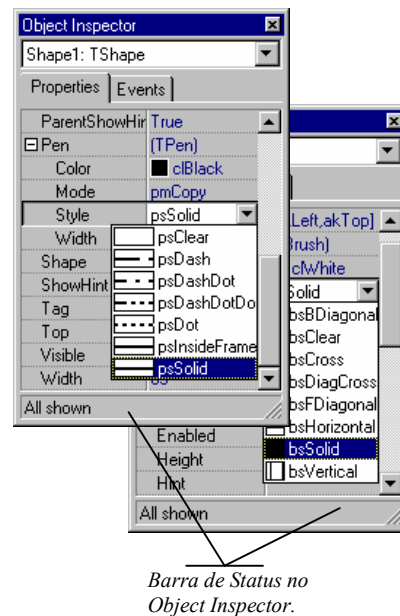 Object Inspector
Shape1: TShape
Properties Events
ParentShowHir True
Pen (TPen)
Color clBlack
Mode pmCopy
Style psSolid
Width
psClear
Shape
psDash
ShowHint
psDashDot
Tag
psDashDotDo
Top
psDot
Visible
psInsideFrame
Width
psSolid
All shown
Left,akTop]
Brush)
clWhite
Solid
bsBDiagonal
bsClear
bsCross
bsDiagCross
bsFDiagonal
bsHorizontal
Enabled
bsSolid
Height
bsVertical
Hint
All shown
Barra de Status no
Object Inspector.